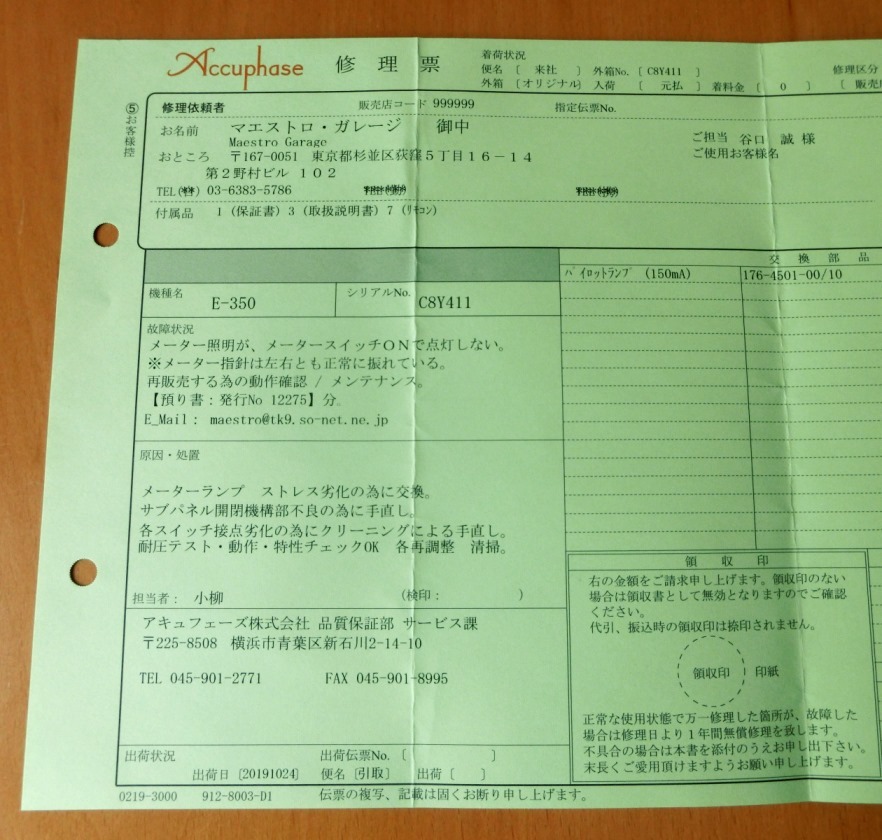 Accuphase 修理票
着荷状況
便名 〔 来社 〕 外箱No.〔 C8Y411 〕 修理区分
外箱 〔オリジナル〕 入荷 〔 元払 〕 着料金〔 0 〕 〔 販売
⑤お客様控
修理依頼者 販売店コード 999999 指定伝票No.
お名前 マエストロ・ガレージ 御中
Maestro Garage
ご担当 谷口 誠 様
おところ 〒167-0051 東京都杉並区荻窪5丁目16-14
ご使用お客様名
第2野村ビル 102
TEL 03-6383-5786
付属品 1 (保証書) 3 (取扱説明書) 7 (リモコン)
交換部品
パイロットランプ (150mA) 176-4501-00/10
機種名 E-350 シリアルNo. C8Y411
故障状況
メーター照明が、メータースイッチONで点灯しない。
※メーター指針は左右とも正常に振れている。
再販売する為の動作確認 / メンテナンス。
【預り書:発行No 12275】分。
E_Mail : maestro@tk9.so-net.ne.jp
原因・処置
メーターランプ ストレス劣化の為に交換。
サブパネル開閉機構部不良の為に手直し。
各スイッチ接点劣化の為にクリーニングによる手直し。
耐圧テスト・動作・特性チェックOK 各再調整 清掃。
担当者: 小柳 (検印: )
アキュフェーズ株式会社 品質保証部 サービス課
〒225-8508 横浜市青葉区新石川2-14-10
TEL 045-901-2771 FAX 045-901-8995
出荷状況 出荷伝票No.〔 〕
出荷日〔20191024〕 便名〔引取〕 出荷〔 〕
領収印
右の金額をご請求申し上げます。領収印のない
場合は領収書として無効となりますのでご確認
ください。
代引、振込時の領収印は捺印されません。
領収印 印紙
正常な使用状態で万一修理した箇所が、故障した
場合は修理日より1年間無償修理を致します。
不具合の場合は本書を添付のうえお申し出下さい。
末長くご愛用頂けますようお願い申し上げます。
0219-3000 912-8003-D1 伝票の複写、記載は固くお断り申し上げます。